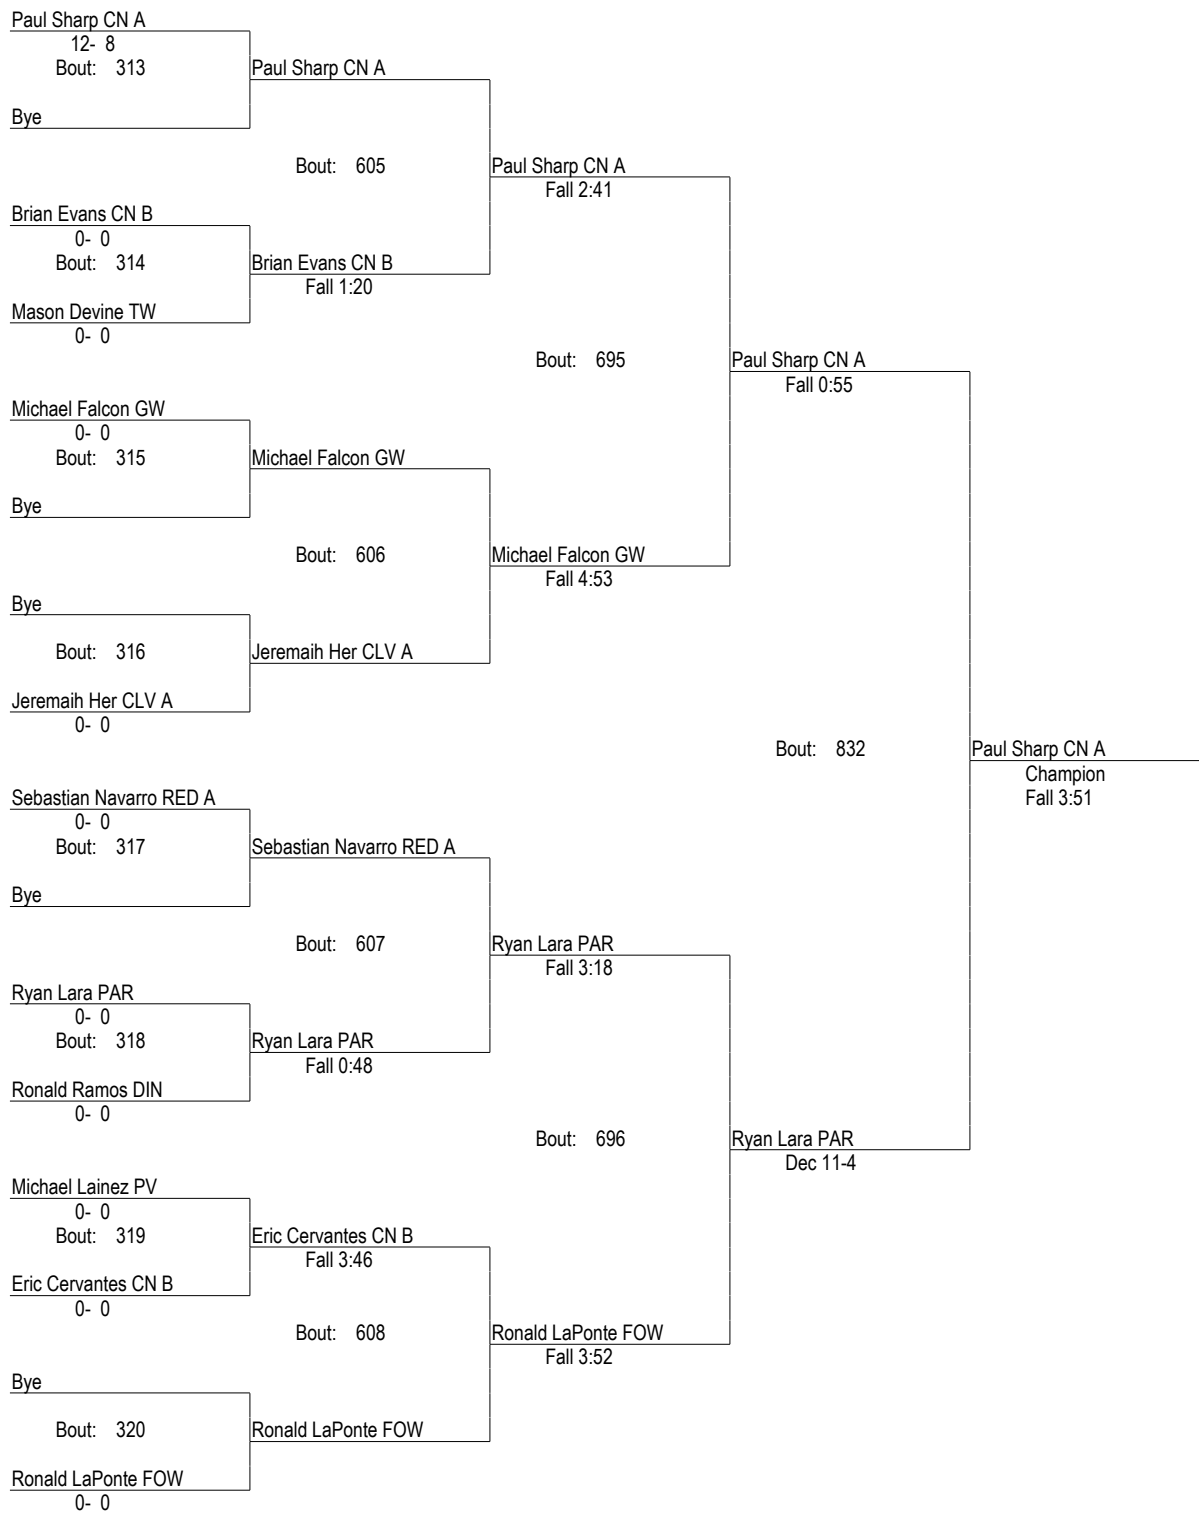 Paul Sharp CN A
12- 8
Bout: 313
Paul Sharp CN A
Bye
Bout: 605
Paul Sharp CN A
Fall 2:41
Brian Evans CN B
0- 0
Bout: 314
Brian Evans CN B
Fall 1:20
Mason Devine TW
0- 0
Bout: 695
Paul Sharp CN A
Fall 0:55
Michael Falcon GW
0- 0
Bout: 315
Michael Falcon GW
Bye
Bout: 606
Michael Falcon GW
Fall 4:53
Bye
Bout: 316
Jeremaih Her CLV A
Jeremaih Her CLV A
0- 0
Bout: 832
Paul Sharp CN A
Champion
Fall 3:51
Sebastian Navarro RED A
0- 0
Bout: 317
Sebastian Navarro RED A
Bye
Bout: 607
Ryan Lara PAR
Fall 3:18
Ryan Lara PAR
0- 0
Bout: 318
Ryan Lara PAR
Fall 0:48
Ronald Ramos DIN
0- 0
Bout: 696
Ryan Lara PAR
Dec 11-4
Michael Lainez PV
0- 0
Bout: 319
Eric Cervantes CN B
Fall 3:46
Eric Cervantes CN B
0- 0
Bout: 608
Ronald LaPonte FOW
Fall 3:52
Bye
Bout: 320
Ronald LaPonte FOW
Ronald LaPonte FOW
0- 0